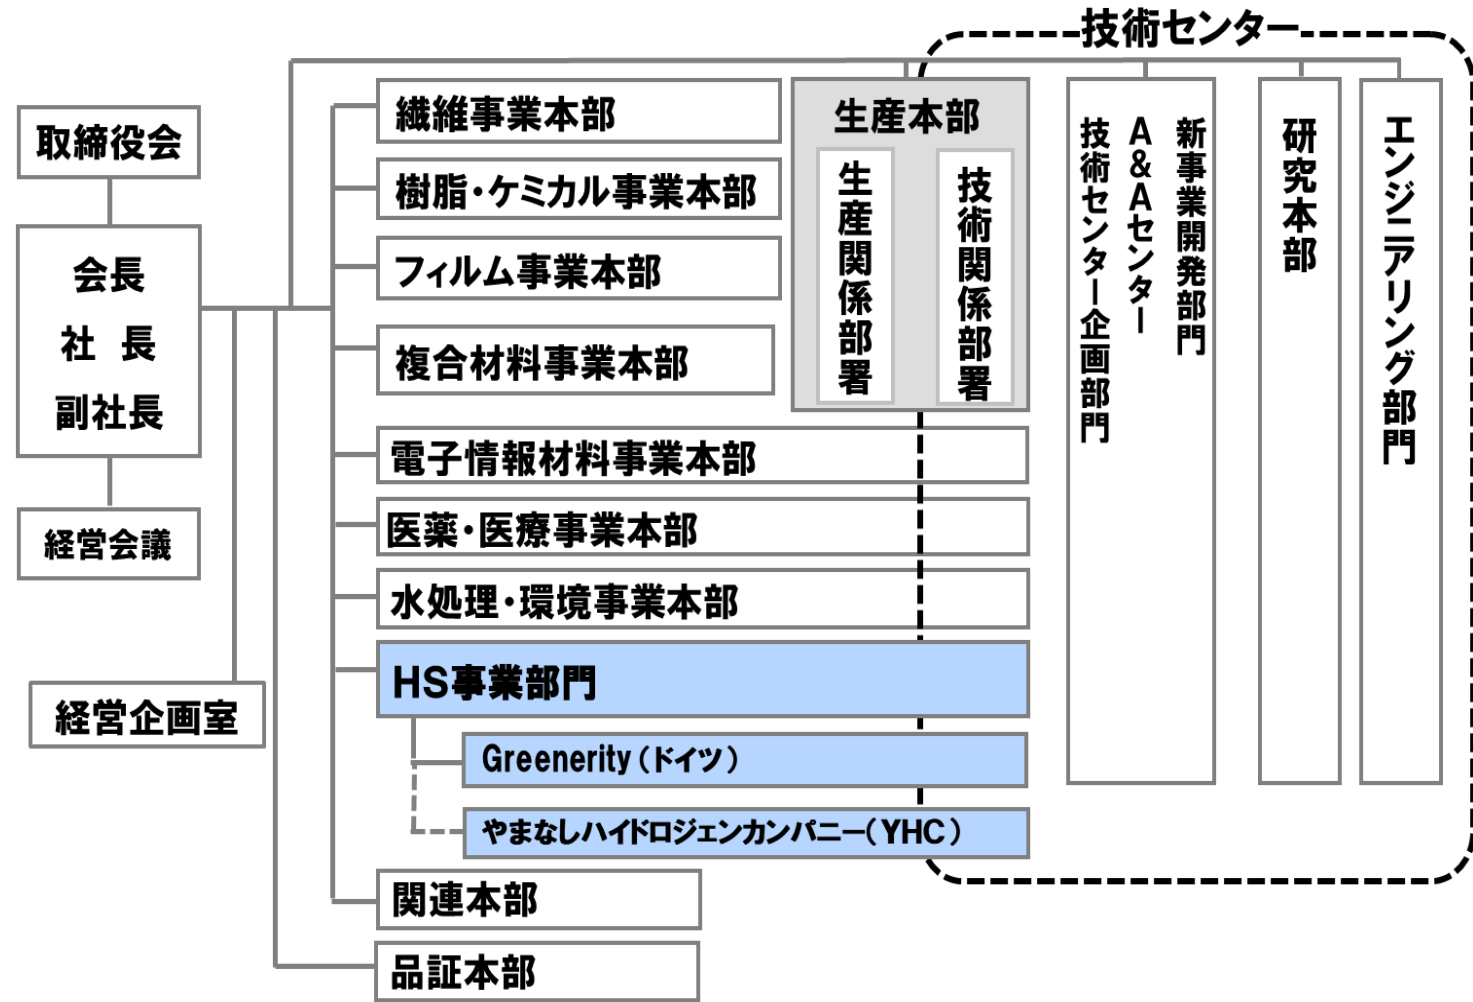 技術センター
取締役会
会長
社 長
副社長
経営会議
経営企画室
繊維事業本部
樹脂・ケミカル事業本部
フィルム事業本部
複合材料事業本部
電子情報材料事業本部
医薬・医療事業本部
水処理・環境事業本部
HS事業部門
Greenerity(ドイツ)
やまなしハイドロジェンカンパニー(YHC)
関連本部
品証本部
生産本部
生産関係部署
技術関係部署
新事業開発部門
A&Aセンター
技術センター企画部門
研究本部
エンジニアリング部門